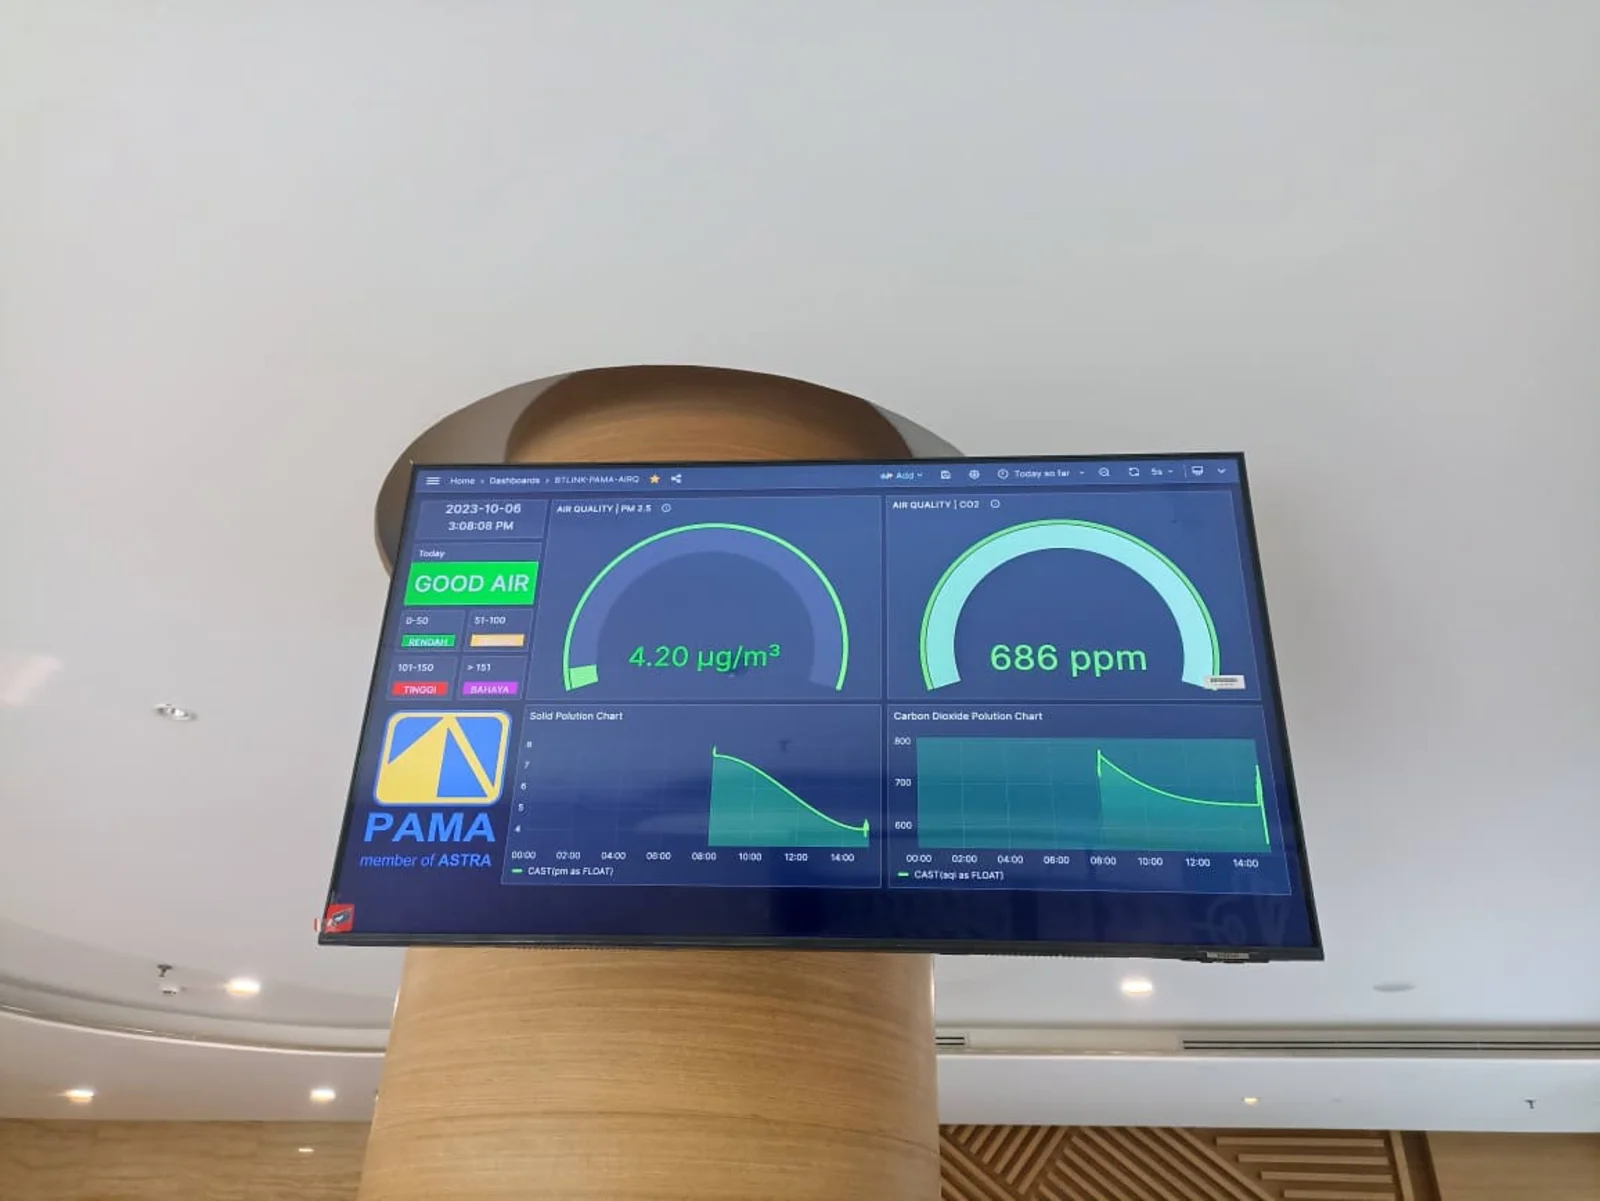 Home › Dashboards › BTLINK-PAMA-AIRQ
Add
Today so far
5s
2023-10-06
3:08:08 PM
Today
GOOD AIR
0-50
51-100
RENDAH
101-150
> 151
TINGGI
BAHAYA
PAMA
member of ASTRA
AIR QUALITY | PM 2.5
4.20 µg/m³
AIR QUALITY | CO2
686 ppm
Solid Polution Chart
8
7
6
5
4
00:00 02:00 04:00 06:00 08:00 10:00 12:00 14:00
CAST(pm as FLOAT)
Carbon Dioxide Polution Chart
800
700
600
00:00 02:00 04:00 06:00 08:00 10:00 12:00 14:00
CAST(aqi as FLOAT)